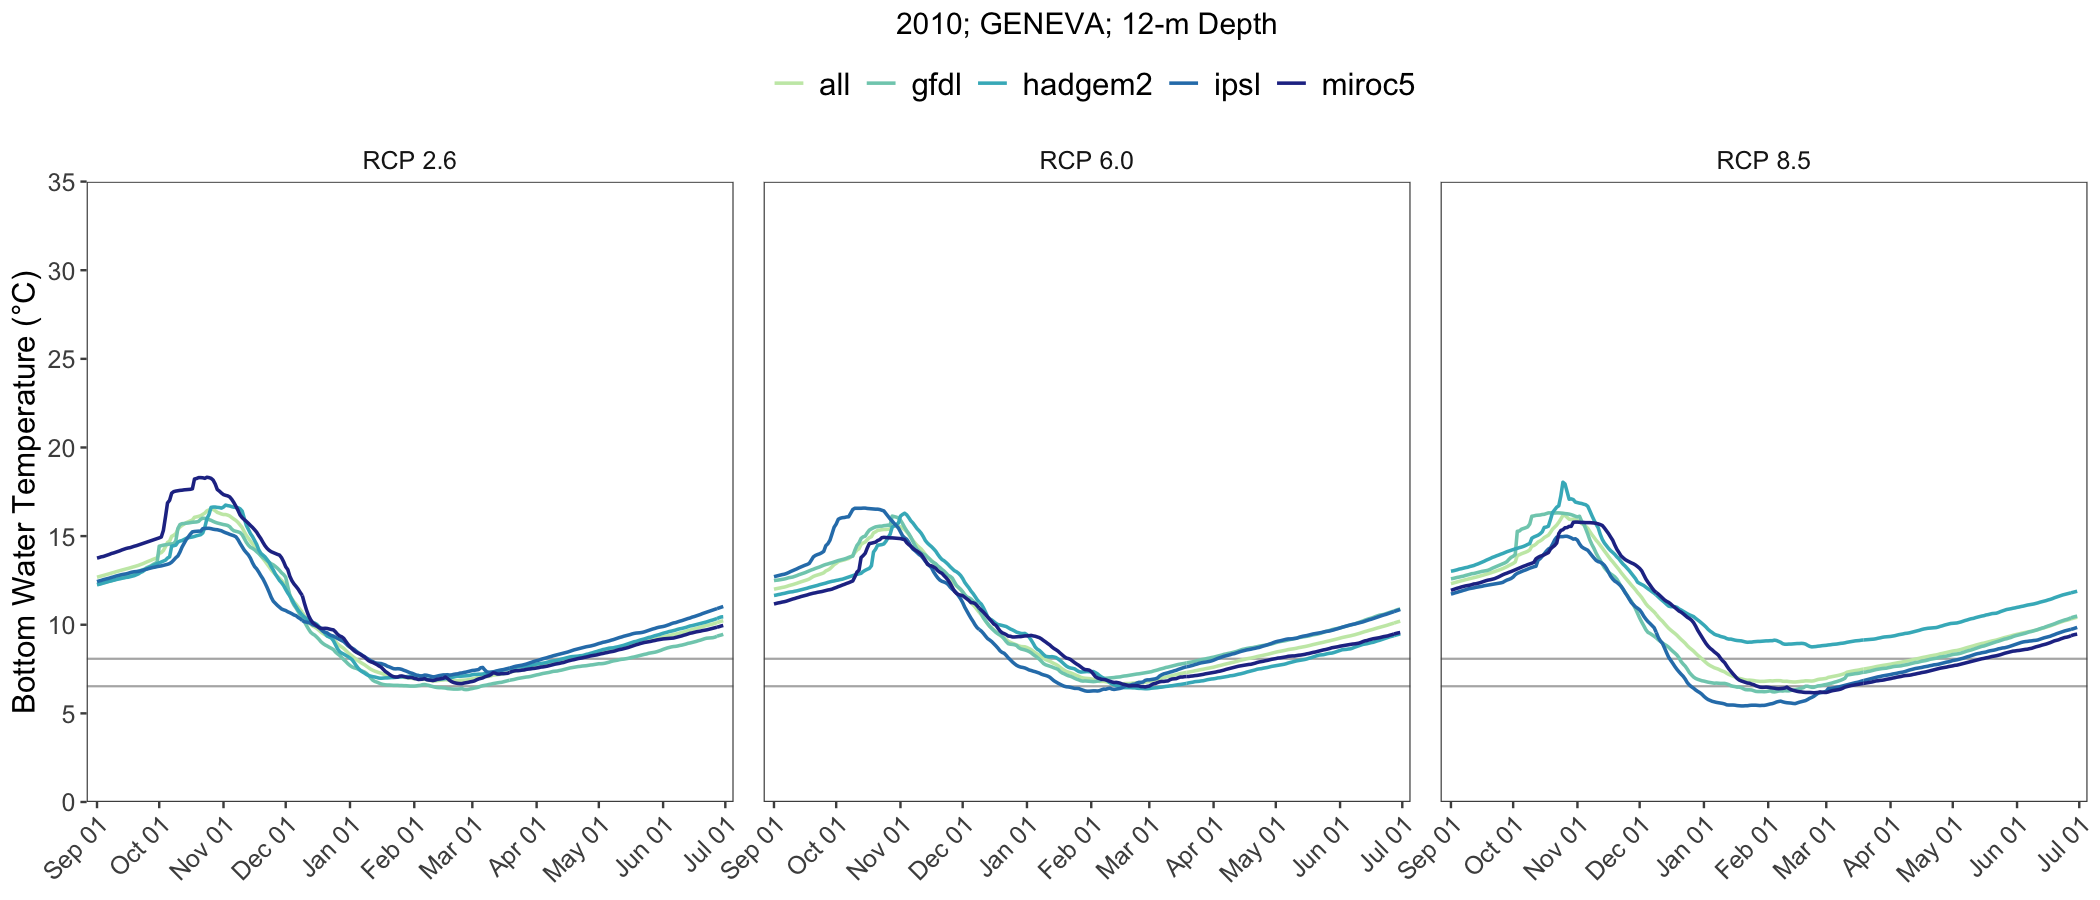 2010; GENEVA; 12-m Depth
all gfdl hadgem2 ipsl miroc5
RCP 2.6 RCP 6.0 RCP 8.5
Bottom Water Temperature (°C)
35
30
25
20
15
10
5
0
Sep 01 Oct 01 Nov 01 Dec 01 Jan 01 Feb 01 Mar 01 Apr 01 May 01 Jun 01 Jul 01 Sep 01 Oct 01 Nov 01 Dec 01 Jan 01 Feb 01 Mar 01 Apr 01 May 01 Jun 01 Jul 01 Sep 01 Oct 01 Nov 01 Dec 01 Jan 01 Feb 01 Mar 01 Apr 01 May 01 Jun 01 Jul 01